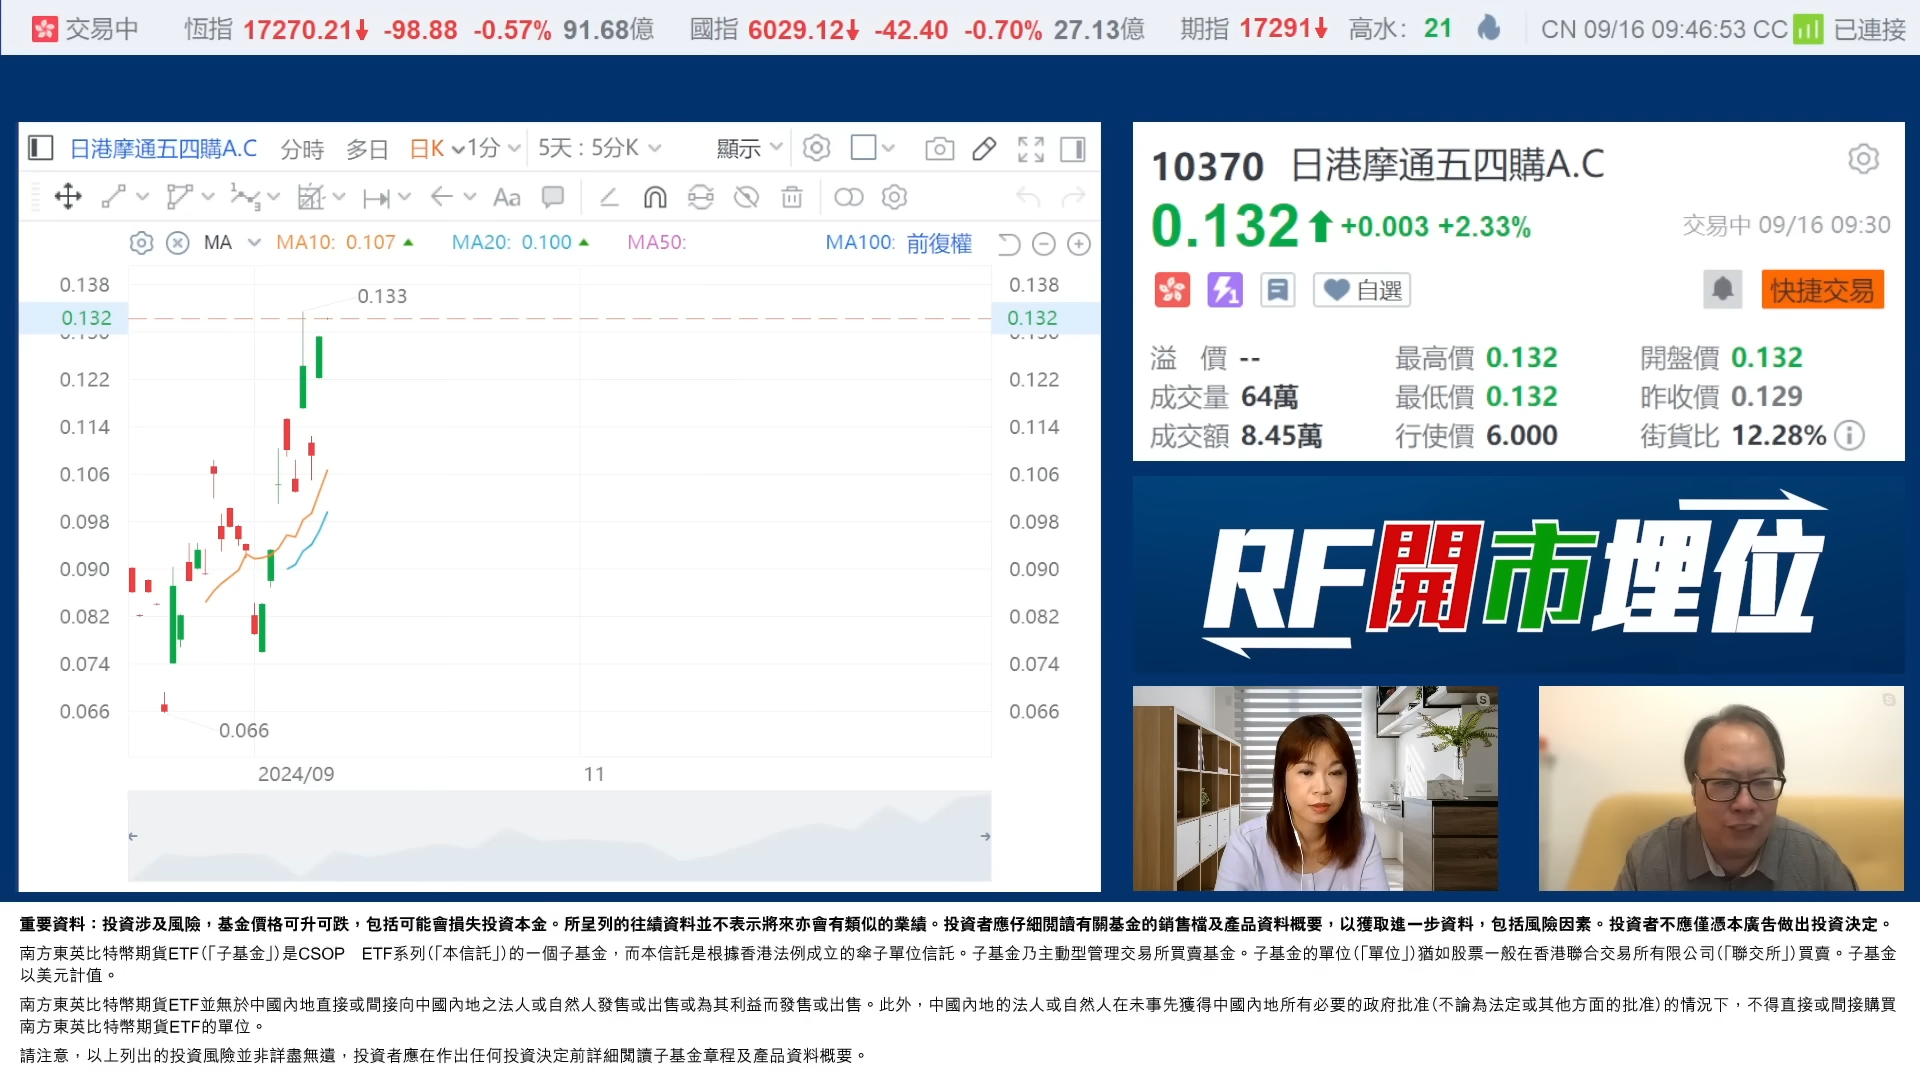 交易中 恆指 17270.21 -98.88 -0.57% 91.68億 國指 6029.12 -42.40 -0.70% 27.13億 期指 17291 高水: 21 CN 09/16 09:46:53 CC 已連接
日港摩通五四購A.C 分時 多日 日K 1分 5天 : 5分K 顯示
Aa
MA MA10: 0.107 MA20: 0.100 MA50: MA100: 前復權
0.138 0.138
0.133
0.132 0.132
0.122 0.122
0.114 0.114
0.106 0.106
0.098 0.098
0.090 0.090
0.082 0.082
0.074 0.074
0.066 0.066
0.066
2024/09 11
10370 日港摩通五四購A.C
0.132 +0.003 +2.33% 交易中 09/16 09:30
自選 快捷交易
溢 價 -- 最高價 0.132 開盤價 0.132
成交量 64萬 最低價 0.132 昨收價 0.129
成交額 8.45萬 行使價 6.000 街貨比 12.28%
RF開市埋位
重要資料：投資涉及風險，基金價格可升可跌，包括可能會損失投資本金。所呈列的往績資料並不表示將來亦會有類似的業績。投資者應仔細閱讀有關基金的銷售檔及產品資料概要，以獲取進一步資料，包括風險因素。投資者不應僅憑本廣告做出投資決定。
南方東英比特幣期貨ETF(「子基金」)是CSOP ETF系列(「本信託」)的一個子基金，而本信託是根據香港法例成立的傘子單位信託。子基金乃主動型管理交易所買賣基金。子基金的單位(「單位」)猶如股票一般在香港聯合交易所有限公司(「聯交所」)買賣。子基金
以美元計值。
南方東英比特幣期貨ETF並無於中國內地直接或間接向中國內地之法人或自然人發售或出售或為其利益而發售或出售。此外，中國內地的法人或自然人在未事先獲得中國內地所有必要的政府批准(不論為法定或其他方面的批准)的情況下，不得直接或間接購買
南方東英比特幣期貨ETF的單位。
請注意，以上列出的投資風險並非詳盡無遺，投資者應在作出任何投資決定前詳細閱讀子基金章程及產品資料概要。